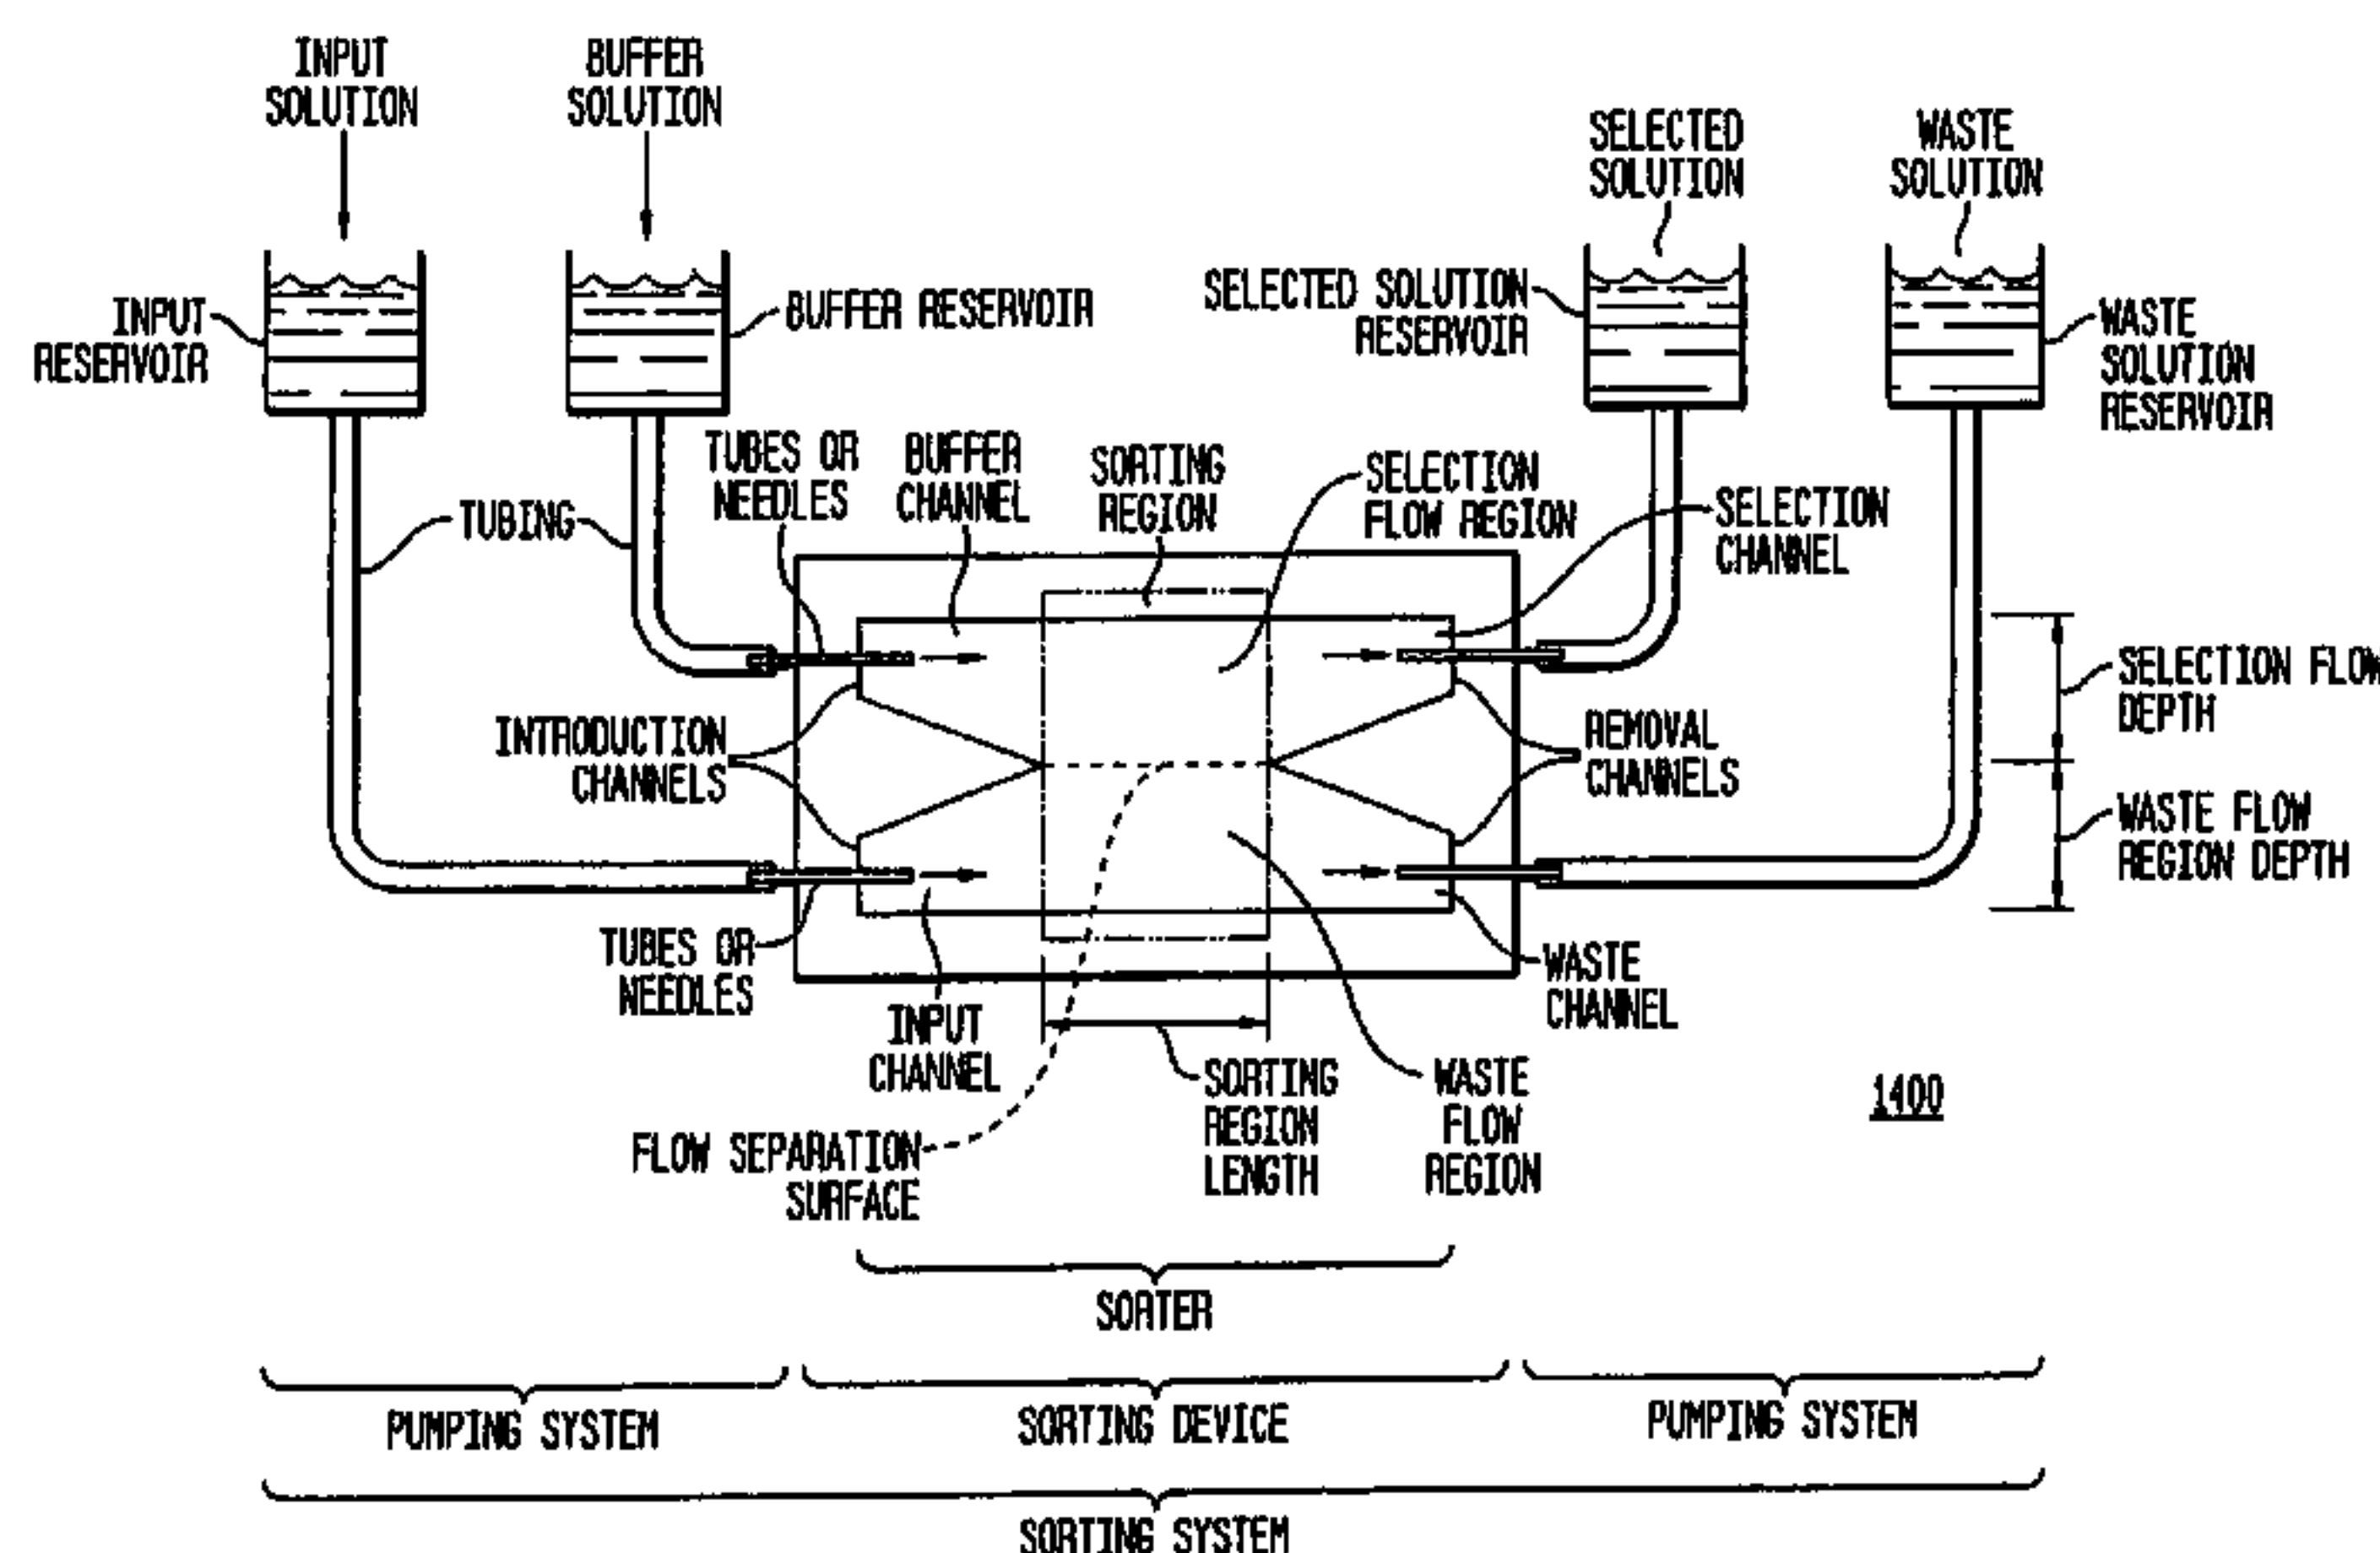 INPUT
SOLUTION
BUFFER
SOLUTION
SELECTED
SOLUTION
WASTE
SOLUTION
INPUT
RESERVOIR
BUFFER RESERVOIR
SELECTED SOLUTION
RESERVOIR
WASTE
SOLUTION
RESERVOIR
TUBING
TUBES OR
NEEDLES
BUFFER
CHANNEL
SORTING
REGION
SELECTION
FLOW REGION
SELECTION
CHANNEL
INTRODUCTION
CHANNELS
REMOVAL
CHANNELS
SELECTION FLOW
DEPTH
WASTE FLOW
REGION DEPTH
TUBES OR
NEEDLES
INPUT
CHANNEL
WASTE
CHANNEL
FLOW SEPARATION
SURFACE
SORTING
REGION
LENGTH
WASTE
FLOW
REGION
1400
SORTER
PUMPING SYSTEM
SORTING DEVICE
PUMPING SYSTEM
SORTING SYSTEM